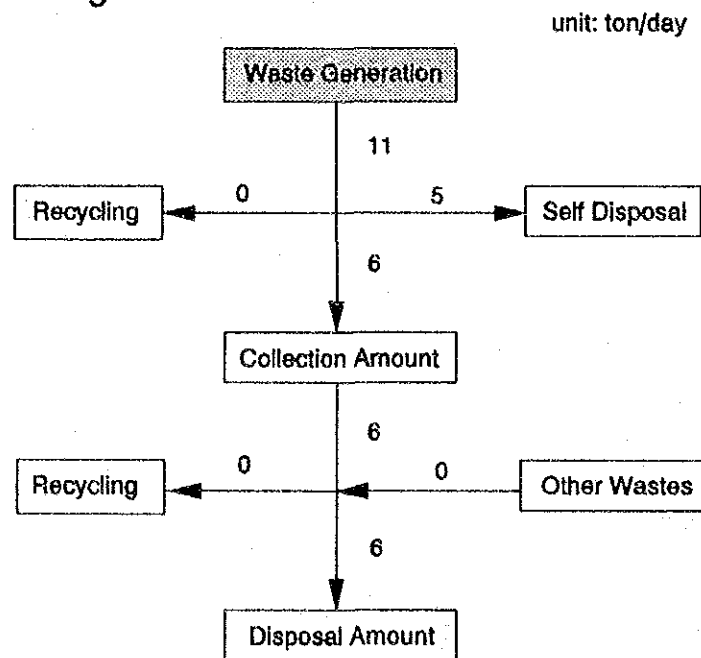 unit: ton/day
Waste Generation
11
Recycling
0
5
Self Disposal
6
Collection Amount
6
Recycling
0
0
Other Wastes
6
Disposal Amount